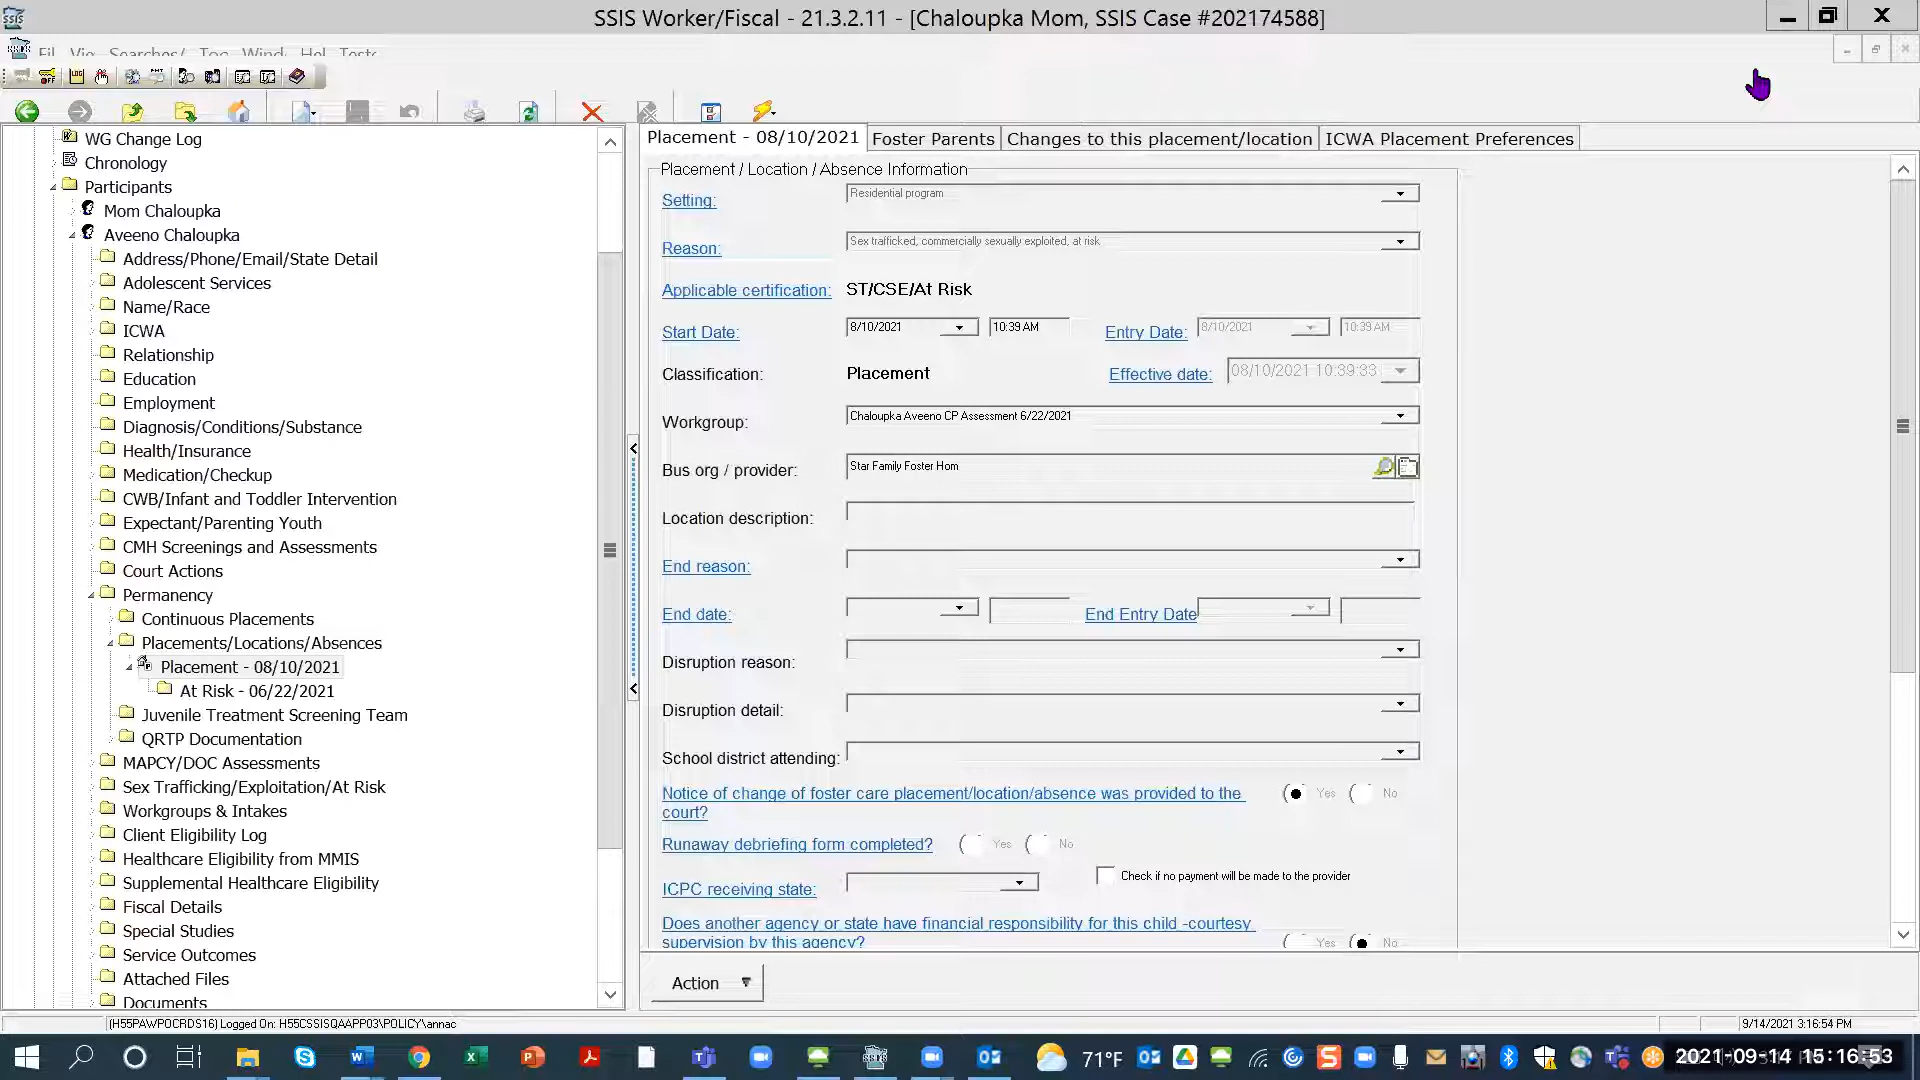 SSIS Worker/Fiscal - 21.3.2.11 - [Chaloupka Mom, SSIS Case #202174588]
WG Change Log
Chronology
Participants
Mom Chaloupka
Aveeno Chaloupka
Address/Phone/Email/State Detail
Adolescent Services
Name/Race
ICWA
Relationship
Education
Employment
Diagnosis/Conditions/Substance
Health/Insurance
Medication/Checkup
CWB/Infant and Toddler Intervention
Expectant/Parenting Youth
CMH Screenings and Assessments
Court Actions
Permanency
Continuous Placements
Placements/Locations/Absences
Placement - 08/10/2021
At Risk - 06/22/2021
Juvenile Treatment Screening Team
QRTP Documentation
MAPCY/DOC Assessments
Sex Trafficking/Exploitation/At Risk
Workgroups & Intakes
Client Eligibility Log
Healthcare Eligibility from MMIS
Supplemental Healthcare Eligibility
Fiscal Details
Special Studies
Service Outcomes
Attached Files
Documents
Placement - 08/10/2021 Foster Parents Changes to this placement/location ICWA Placement Preferences
Placement / Location / Absence Information
Setting: Residential program
Reason: Sex trafficked, commercially sexually exploited, at risk
Applicable certification: ST/CSE/At Risk
Start Date: 8/10/2021 10:39 AM Entry Date: 8/10/2021 10:39 AM
Classification: Placement Effective date: 08/10/2021 10:39:33
Workgroup: Chaloupka Aveeno CP Assessment 6/22/2021
Bus org / provider: Star Family Foster Hom
Location description:
End reason:
End date: End Entry Date
Disruption reason:
Disruption detail:
School district attending:
Notice of change of foster care placement/location/absence was provided to the Yes No
court?
Runaway debriefing form completed? Yes No
ICPC receiving state: Check if no payment will be made to the provider
Does another agency or state have financial responsibility for this child -courtesy
supervision by this agency? Yes No
Action
(H55PAWPOCRDS16) Logged On: H55CSSISQAAPP03\POLICY\annac 9/14/2021 3:16:54 PM
71°F 2021-09-14 15:16:53